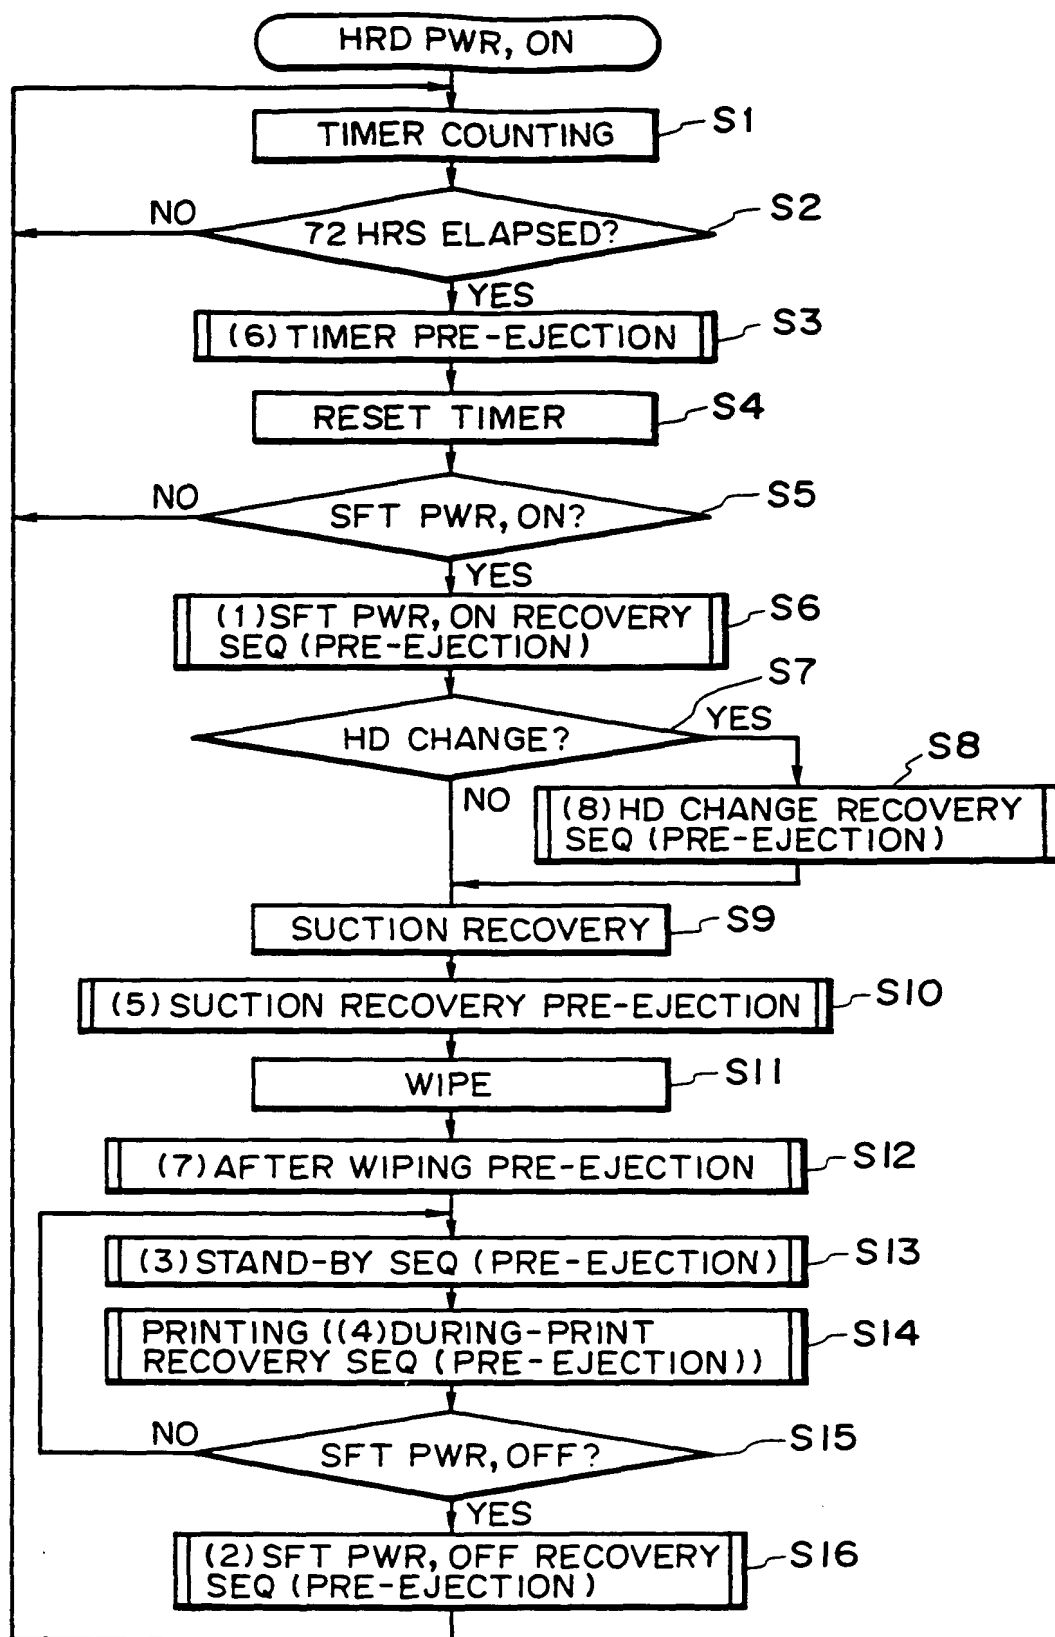 HRD PWR, ON
TIMER COUNTING
S1
72 HRS ELAPSED?
S2
NO
YES
(6) TIMER PRE-EJECTION
S3
RESET TIMER
S4
SFT PWR, ON?
S5
NO
YES
(1) SFT PWR, ON RECOVERY
SEQ (PRE-EJECTION)
S6
HD CHANGE?
S7
YES
NO
(8) HD CHANGE RECOVERY
SEQ (PRE-EJECTION)
S8
SUCTION RECOVERY
S9
(5) SUCTION RECOVERY PRE-EJECTION
S10
WIPE
S11
(7) AFTER WIPING PRE-EJECTION
S12
(3) STAND-BY SEQ (PRE-EJECTION)
S13
PRINTING ((4) DURING-PRINT
RECOVERY SEQ (PRE-EJECTION))
S14
SFT PWR, OFF?
S15
NO
YES
(2) SFT PWR, OFF RECOVERY
SEQ (PRE-EJECTION)
S16